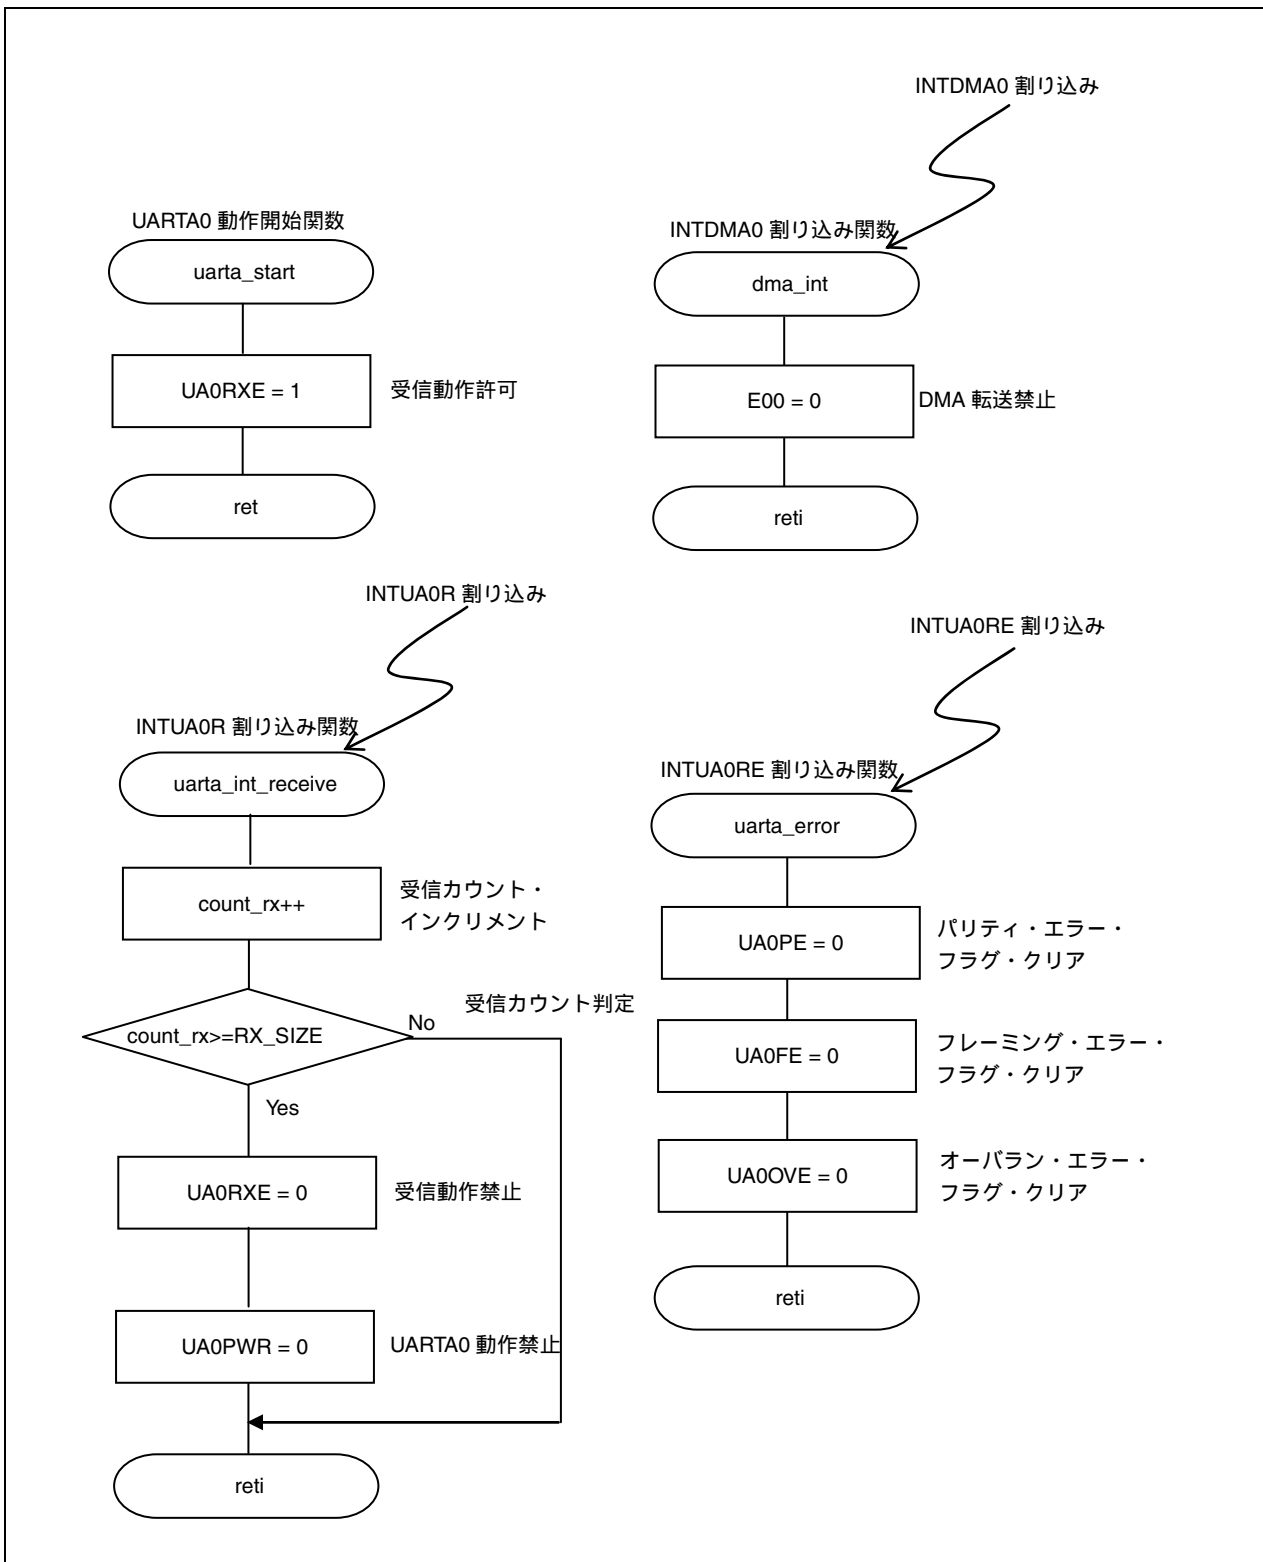 UARTA0 動作開始関数
uarta_start
UA0RXE = 1
受信動作許可
ret
INTDMA0 割り込み
INTDMA0 割り込み関数
dma_int
E00 = 0
DMA 転送禁止
reti
INTUA0R 割り込み
INTUA0R 割り込み関数
uarta_int_receive
count_rx++
受信カウント・
インクリメント
count_rx>=RX_SIZE
受信カウント判定
No
Yes
UA0RXE = 0
受信動作禁止
UA0PWR = 0
UARTA0 動作禁止
reti
INTUA0RE 割り込み
INTUA0RE 割り込み関数
uarta_error
UA0PE = 0
パリティ・エラー・
フラグ・クリア
UA0FE = 0
フレーミング・エラー・
フラグ・クリア
UA0OVE = 0
オーバラン・エラー・
フラグ・クリア
reti